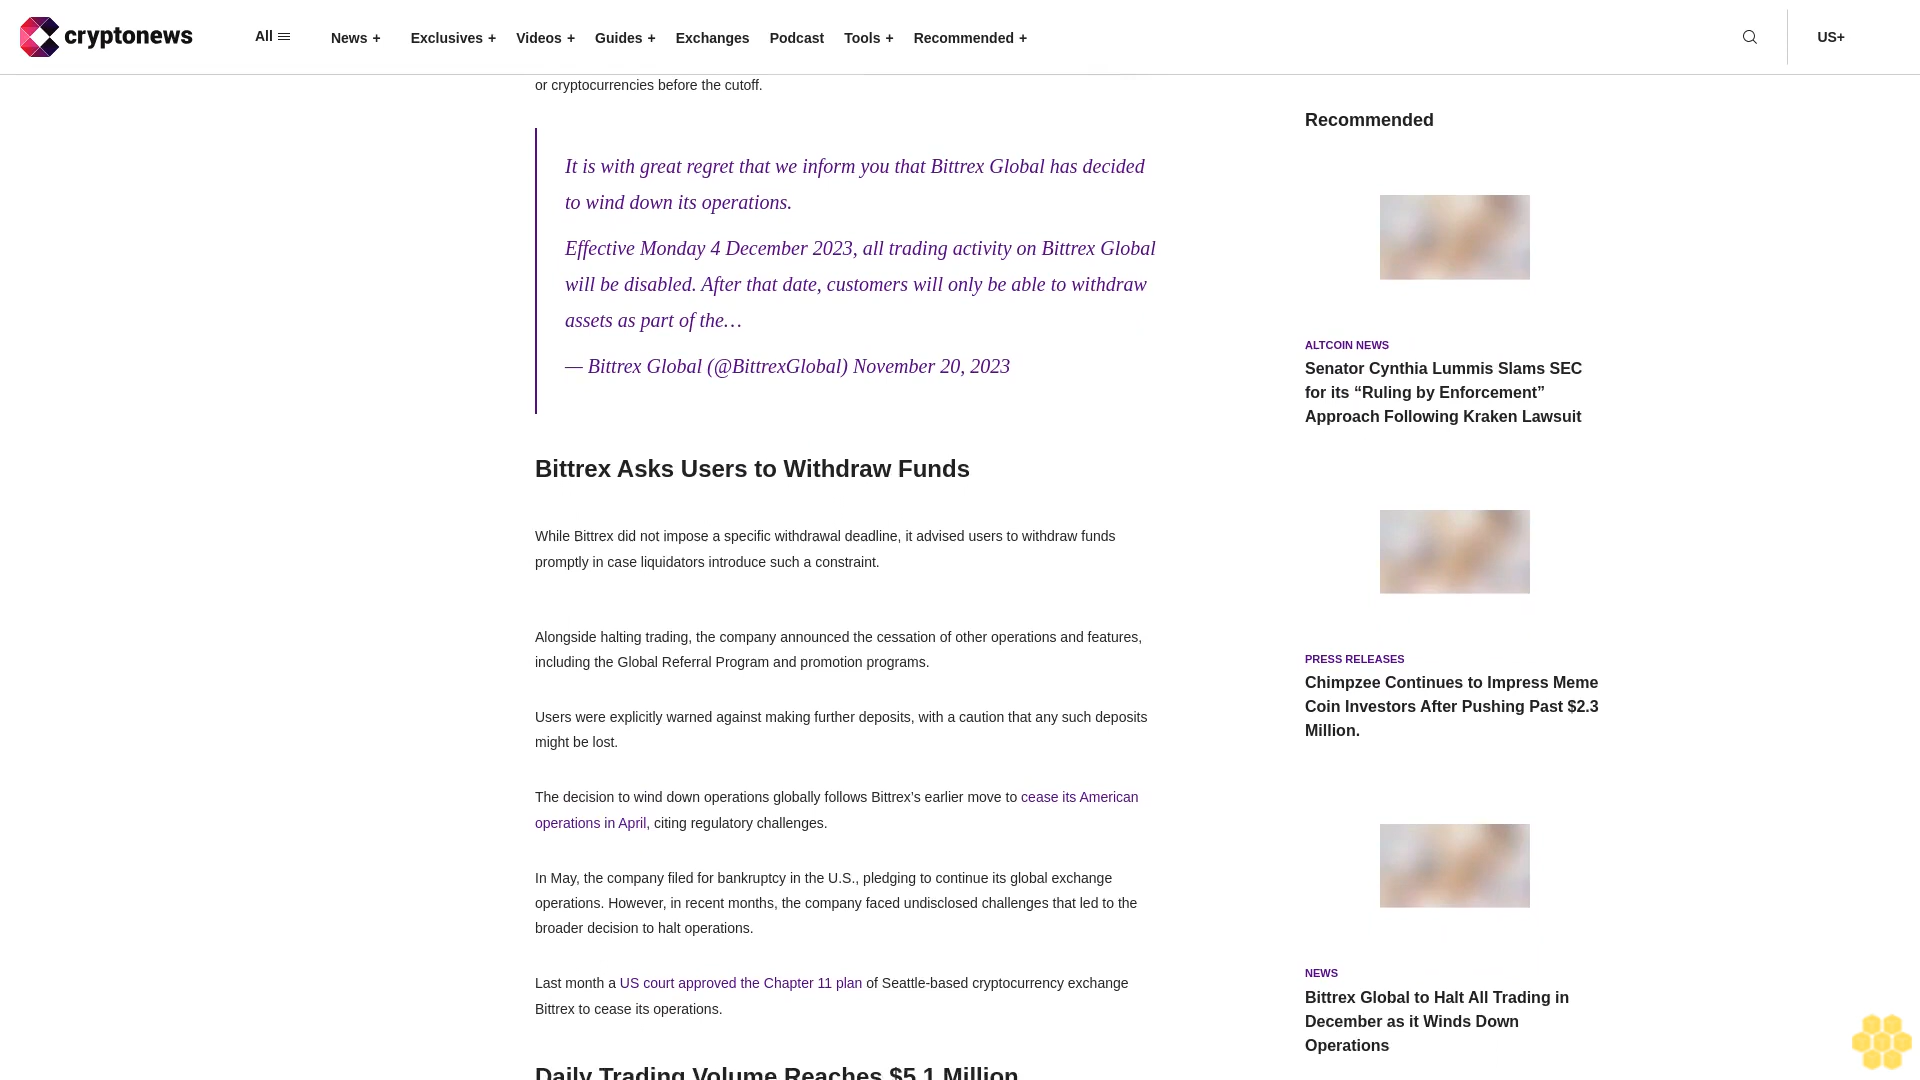 cryptonews
All
News +
Exclusives +
Videos +
Guides +
Exchanges
Podcast
Tools +
Recommended +
US+
or cryptocurrencies before the cutoff.
It is with great regret that we inform you that Bittrex Global has decided
to wind down its operations.
Effective Monday 4 December 2023, all trading activity on Bittrex Global
will be disabled. After that date, customers will only be able to withdraw
assets as part of the…
— Bittrex Global (@BittrexGlobal) November 20, 2023
Bittrex Asks Users to Withdraw Funds
While Bittrex did not impose a specific withdrawal deadline, it advised users to withdraw funds
promptly in case liquidators introduce such a constraint.
Alongside halting trading, the company announced the cessation of other operations and features,
including the Global Referral Program and promotion programs.
Users were explicitly warned against making further deposits, with a caution that any such deposits
might be lost.
The decision to wind down operations globally follows Bittrex’s earlier move to cease its American
operations in April, citing regulatory challenges.
In May, the company filed for bankruptcy in the U.S., pledging to continue its global exchange
operations. However, in recent months, the company faced undisclosed challenges that led to the
broader decision to halt operations.
Last month a US court approved the Chapter 11 plan of Seattle-based cryptocurrency exchange
Bittrex to cease its operations.
Daily Trading Volume Reaches $5.1 Million
Recommended
ALTCOIN NEWS
Senator Cynthia Lummis Slams SEC
for its “Ruling by Enforcement”
Approach Following Kraken Lawsuit
PRESS RELEASES
Chimpzee Continues to Impress Meme
Coin Investors After Pushing Past $2.3
Million.
NEWS
Bittrex Global to Halt All Trading in
December as it Winds Down
Operations